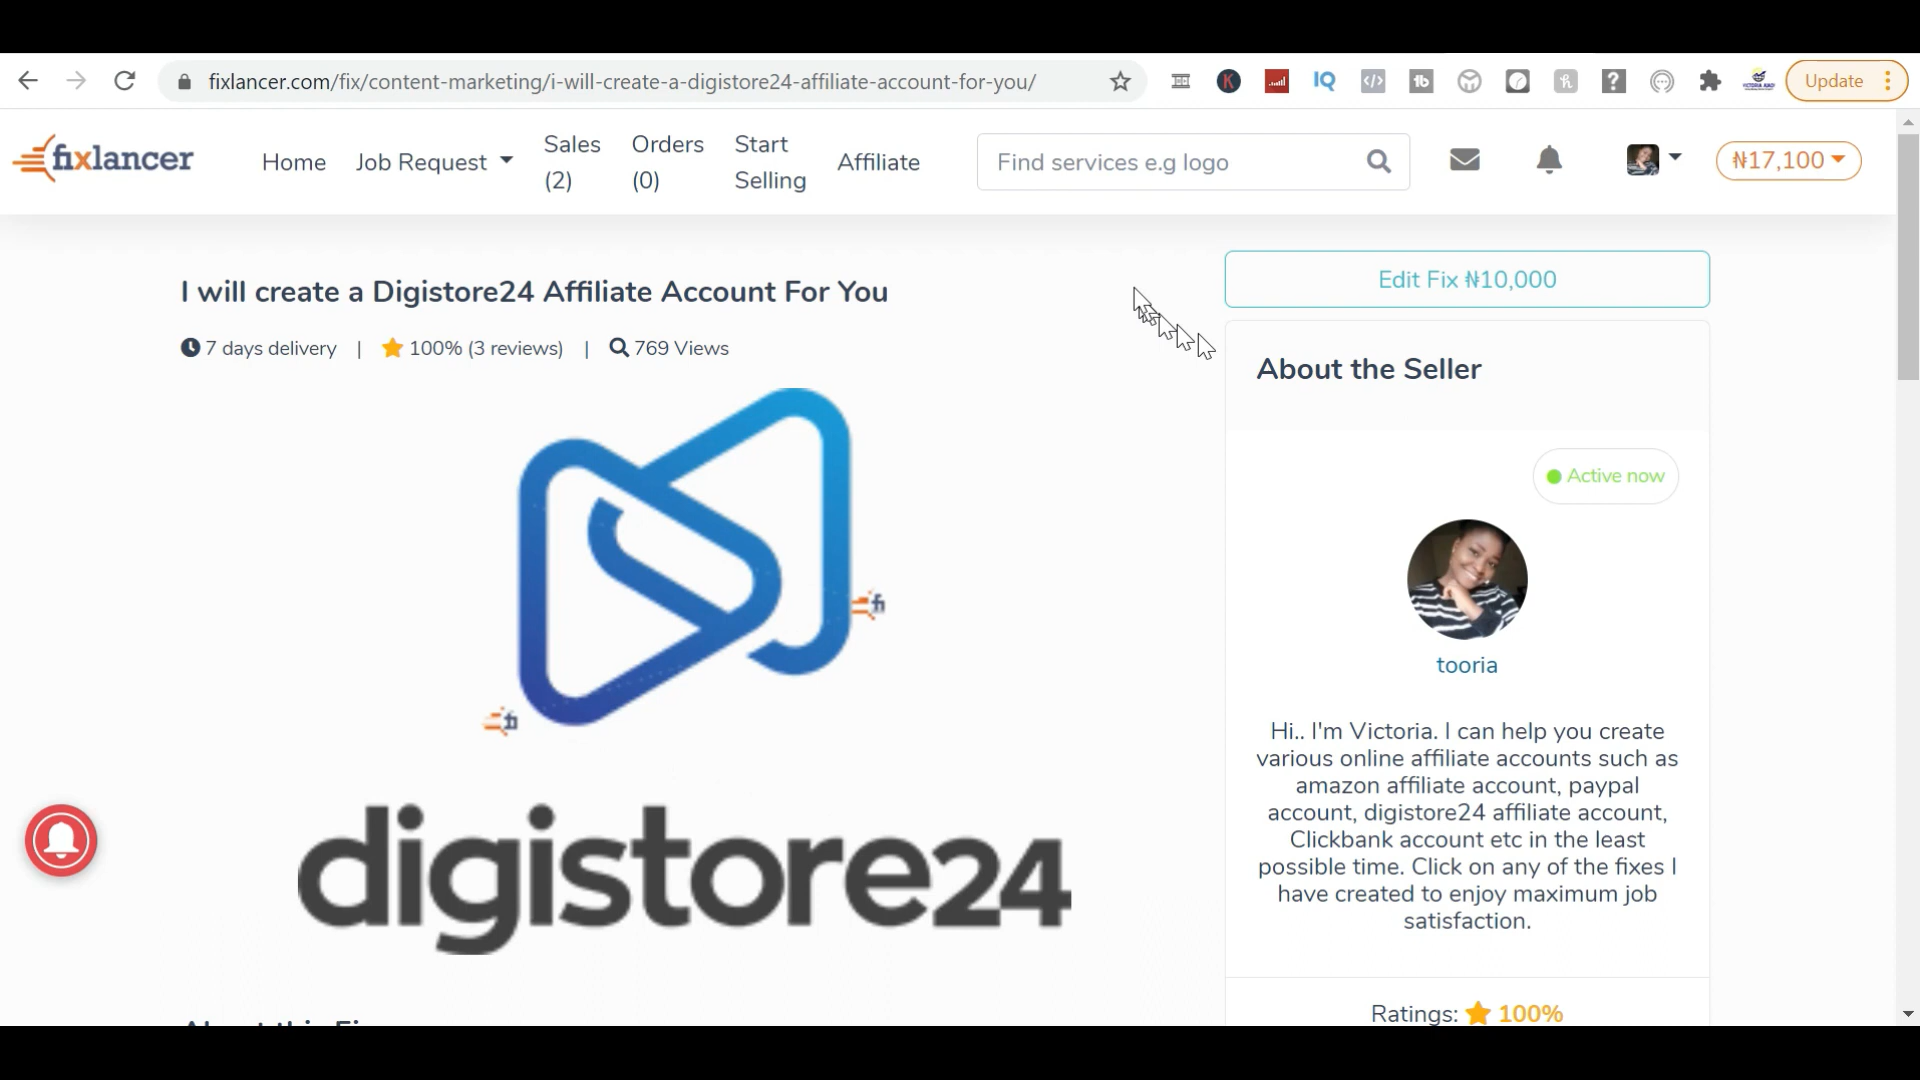 fixlancer.com/fix/content-marketing/i-will-create-a-digistore24-affiliate-account-for-you/
Update
fixlancer
Home
Job Request
Sales
(2)
Orders
(0)
Start
Selling
Affiliate
Find services e.g logo
₦17,100
I will create a Digistore24 Affiliate Account For You
7 days delivery | 100% (3 reviews) | 769 Views
digistore24
Edit Fix ₦10,000
About the Seller
Active now
tooria
Hi.. I'm Victoria. I can help you create
various online affiliate accounts such as
amazon affiliate account, paypal
account, digistore24 affiliate account,
Clickbank account etc in the least
possible time. Click on any of the fixes I
have created to enjoy maximum job
satisfaction.
Ratings: 100%